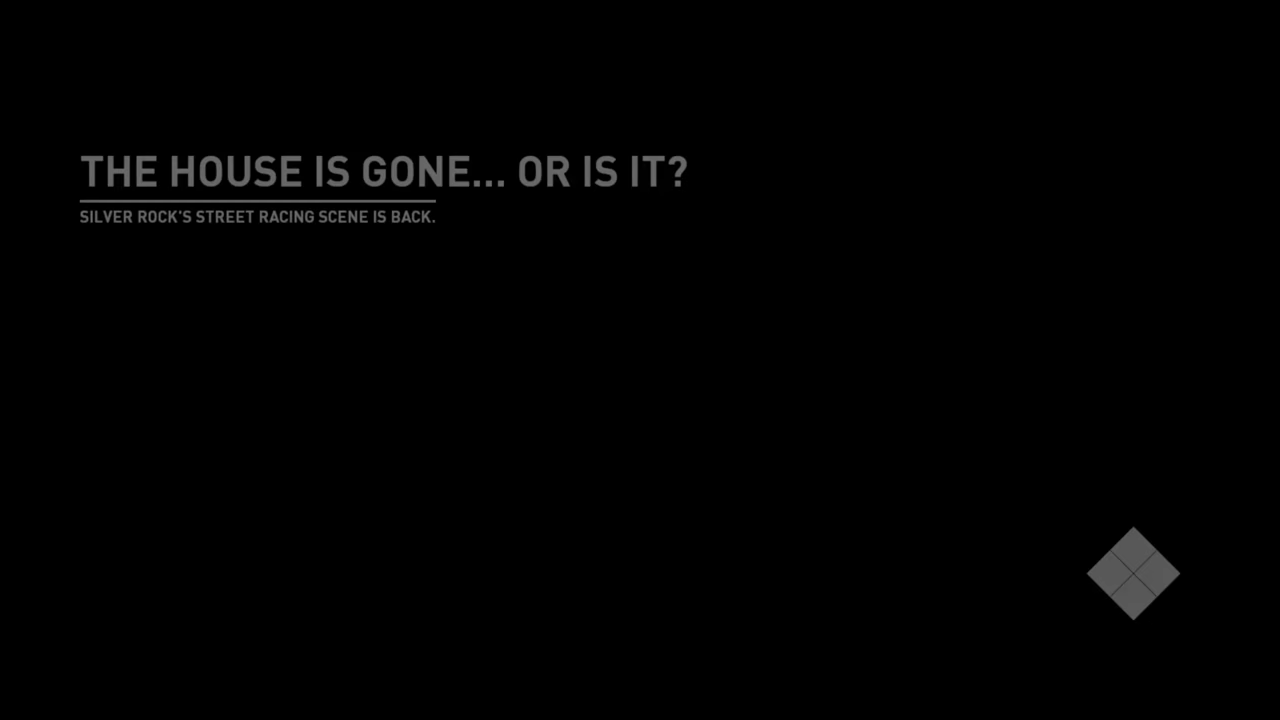 THE HOUSE IS GONE... OR IS IT?
SILVER ROCK'S STREET RACING SCENE IS BACK.